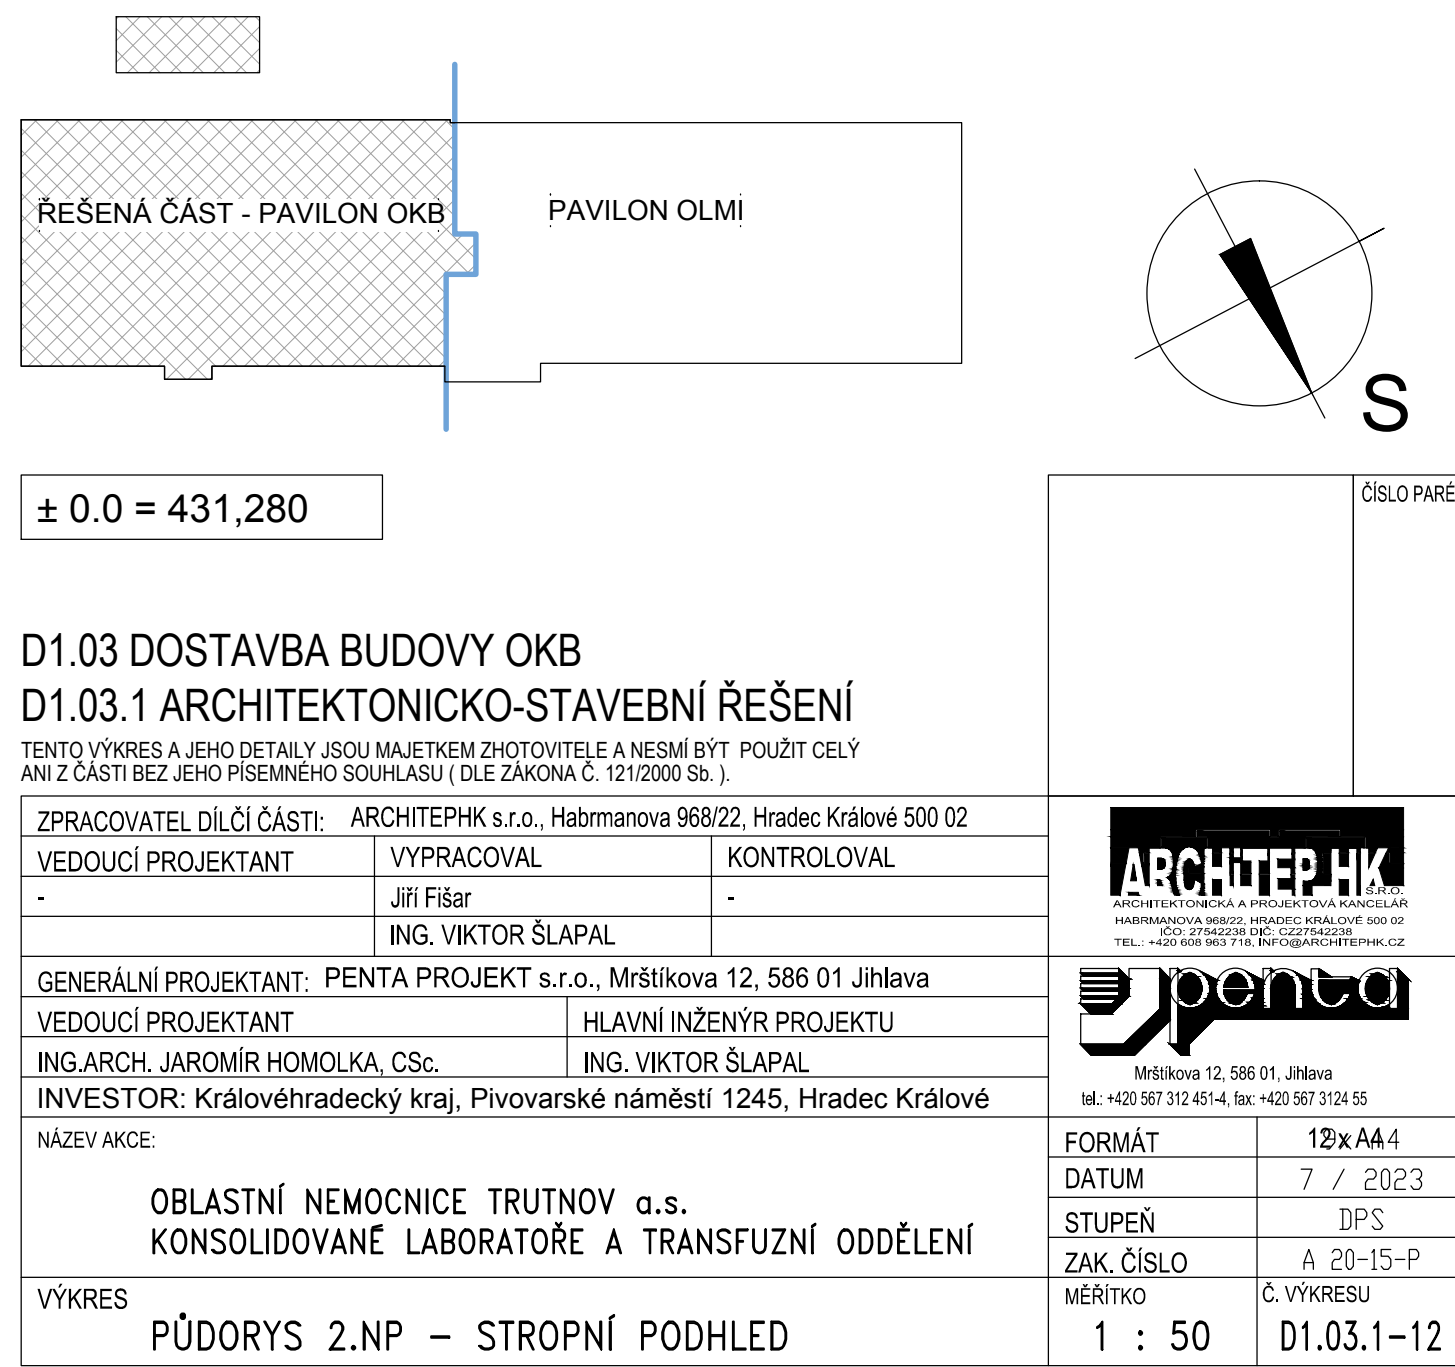 ŘEŠENÁ ČÁST - PAVILON OKB
PAVILON OLMI
S
± 0.0 = 431,280
ČÍSLO PARÉ
D1.03 DOSTAVBA BUDOVY OKB
D1.03.1 ARCHITEKTONICKO-STAVEBNÍ ŘEŠENÍ
TENTO VÝKRES A JEHO DETAILY JSOU MAJETKEM ZHOTOVITELE A NESMÍ BÝT POUŽIT CELÝ
ANI Z ČÁSTI BEZ JEHO PÍSEMNÉHO SOUHLASU ( DLE ZÁKONA Č. 121/2000 Sb. ).
ZPRACOVATEL DÍLČÍ ČÁSTI: ARCHITEPHK s.r.o., Habrmanova 968/22, Hradec Králové 500 02
VEDOUCÍ PROJEKTANT VYPRACOVAL KONTROLOVAL
- Jiří Fišar -
ING. VIKTOR ŠLAPAL
ARCHiTEP HK
S.R.O.
ARCHITEKTONICKÁ A PROJEKTOVÁ KANCELÁŘ
HABRMANOVA 968/22, HRADEC KRÁLOVÉ 500 02
IČO: 27542238 DIČ: CZ27542238
TEL.: +420 608 963 718, INFO@ARCHITEPHK.CZ
GENERÁLNÍ PROJEKTANT: PENTA PROJEKT s.r.o., Mrštíkova 12, 586 01 Jihlava
VEDOUCÍ PROJEKTANT HLAVNÍ INŽENÝR PROJEKTU
ING.ARCH. JAROMÍR HOMOLKA, CSc. ING. VIKTOR ŠLAPAL
penta
Mrštíkova 12, 586 01, Jihlava
tel.: +420 567 312 451-4, fax: +420 567 3124 55
INVESTOR: Královéhradecký kraj, Pivovarské náměstí 1245, Hradec Králové
NÁZEV AKCE:
OBLASTNÍ NEMOCNICE TRUTNOV a.s.
KONSOLIDOVANÉ LABORATOŘE A TRANSFUZNÍ ODDĚLENÍ
FORMÁT
DATUM 7 / 2023
STUPEŇ DPS
ZAK. ČÍSLO A 20-15-P
VÝKRES
PŮDORYS 2.NP – STROPNÍ PODHLED
MĚŘÍTKO Č. VÝKRESU
1 : 50 D1.03.1-12